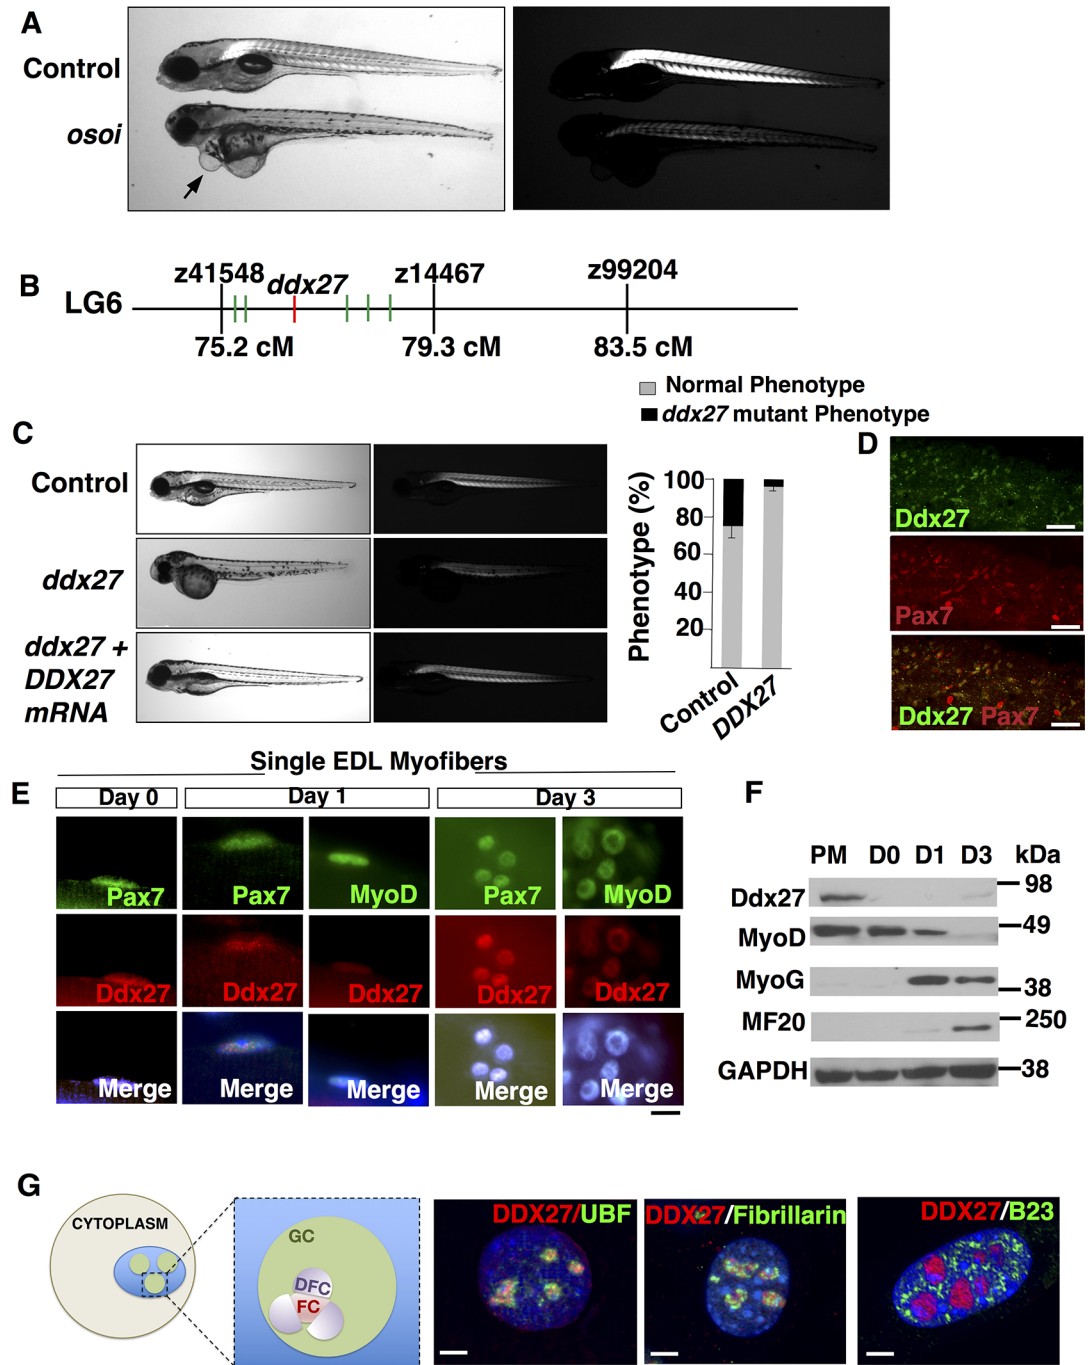 A
Control
osoi
B
LG6
z41548
ddx27
z14467
z99204
75.2 cM
79.3 cM
83.5 cM
Normal Phenotype
ddx27 mutant Phenotype
C
Control
ddx27
ddx27 +
DDX27
mRNA
Phenotype (%)
100
80
60
40
20
Control
DDX27
D
Ddx27
Pax7
Ddx27 Pax7
Single EDL Myofibers
E
Day 0
Day 1
Day 3
Pax7
Pax7
MyoD
Pax7
MyoD
Ddx27
Ddx27
Ddx27
Ddx27
Ddx27
Merge
Merge
Merge
Merge
Merge
F
PM D0 D1 D3 kDa
Ddx27
98
MyoD
49
MyoG
38
MF20
250
GAPDH
38
G
CYTOPLASM
GC
DFC
FC
DDX27/UBF
DDX27/Fibrillarin
DDX27/B23